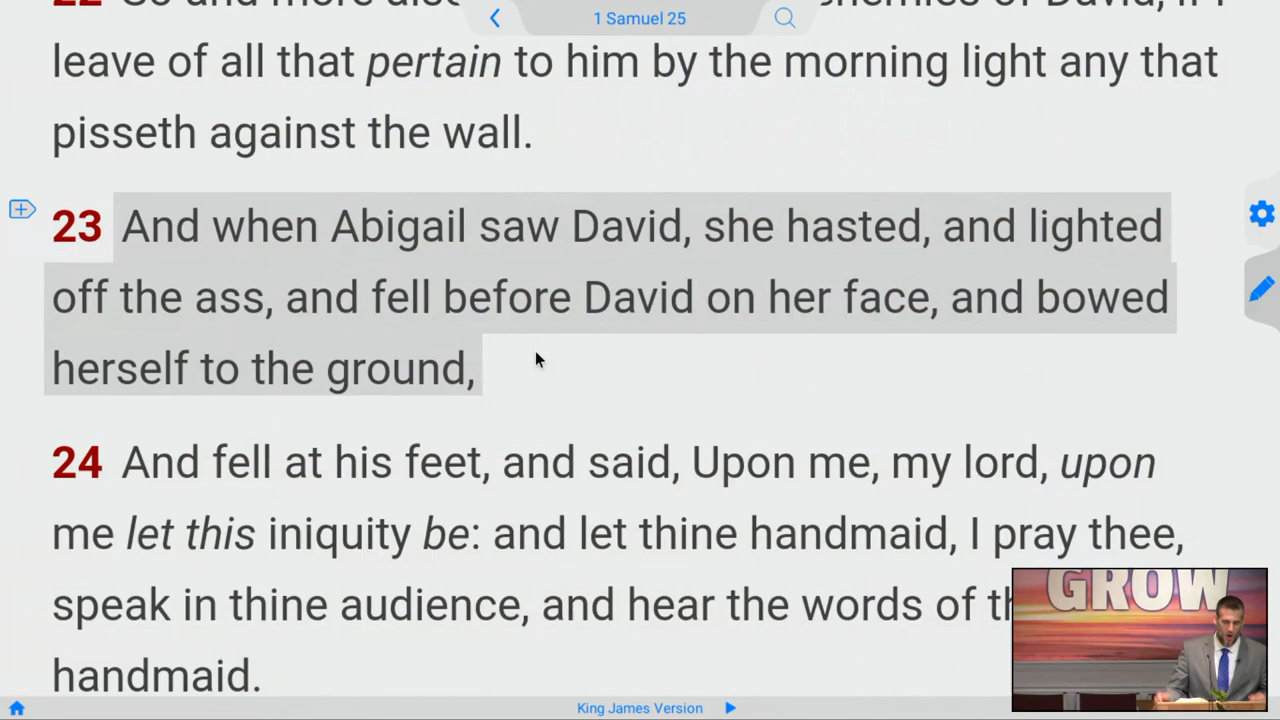 1 Samuel 25
leave of all that pertain to him by the morning light any that
pisseth against the wall.
23 And when Abigail saw David, she hasted, and lighted
off the ass, and fell before David on her face, and bowed
herself to the ground,
24 And fell at his feet, and said, Upon me, my lord, upon
me let this iniquity be: and let thine handmaid, I pray thee,
speak in thine audience, and hear the words of
handmaid.
GROW
King James Version